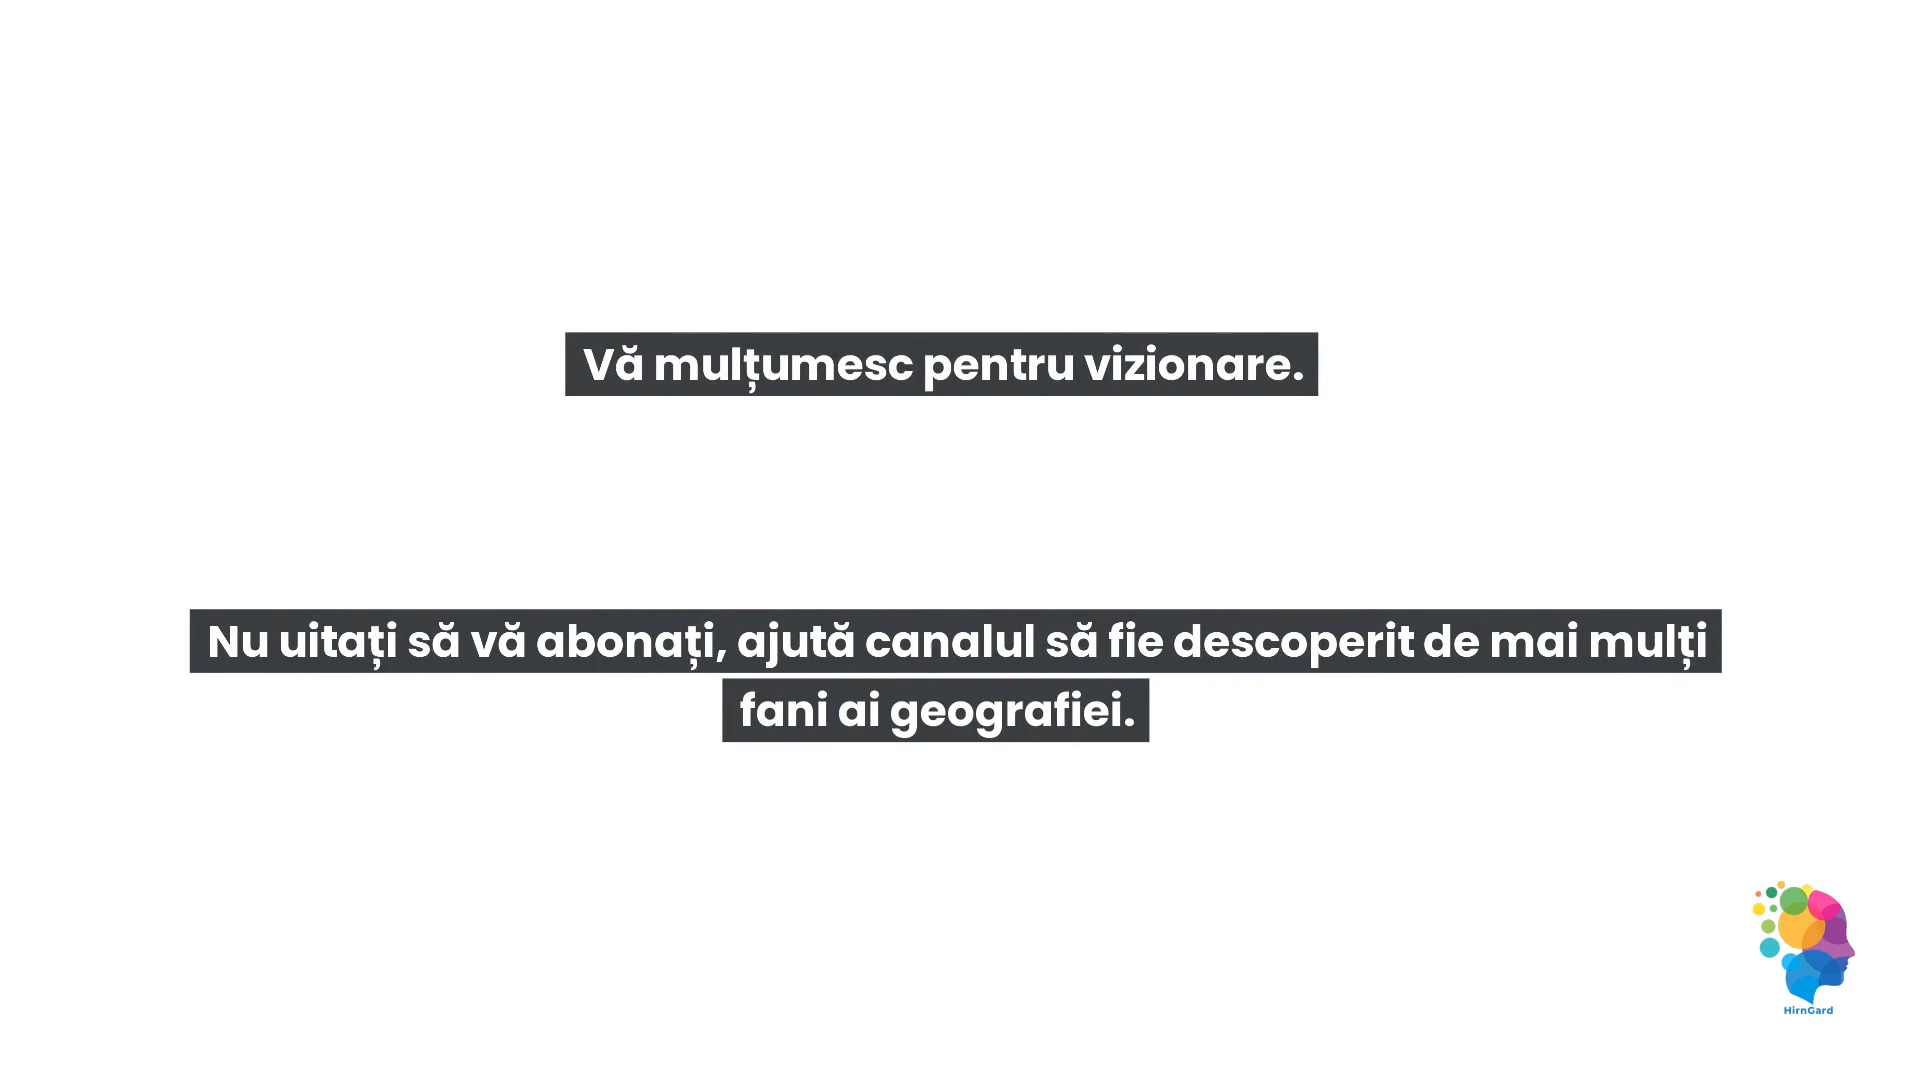 Vă mulțumesc pentru vizionare.
Nu uitați să vă abonați, ajută canalul să fie descoperit de mai mulți
fani ai geografiei.
HirnGard